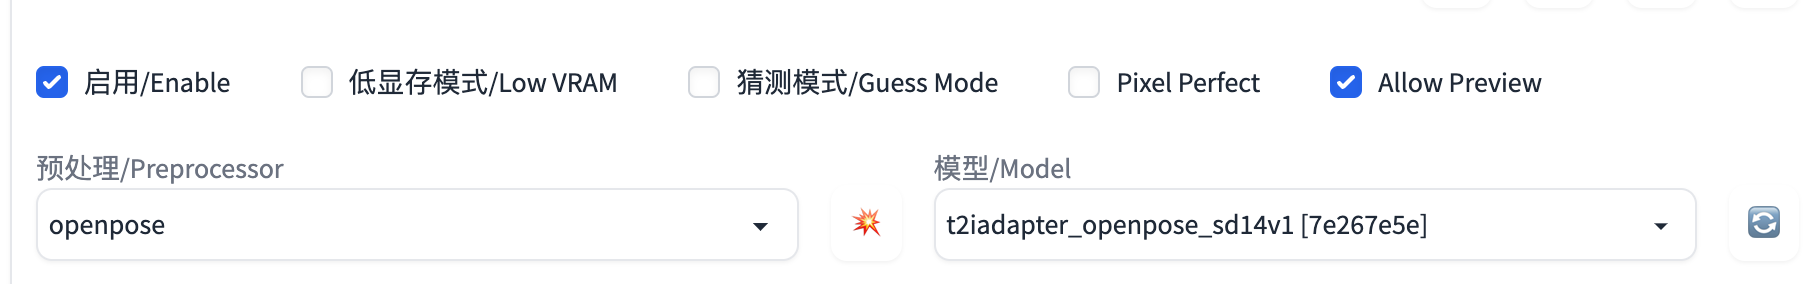 启用/Enable 低显存模式/Low VRAM 猜测模式/Guess Mode Pixel Perfect Allow Preview
预处理/Preprocessor 模型/Model
openpose t2iadapter_openpose_sd14v1 [7e267e5e]